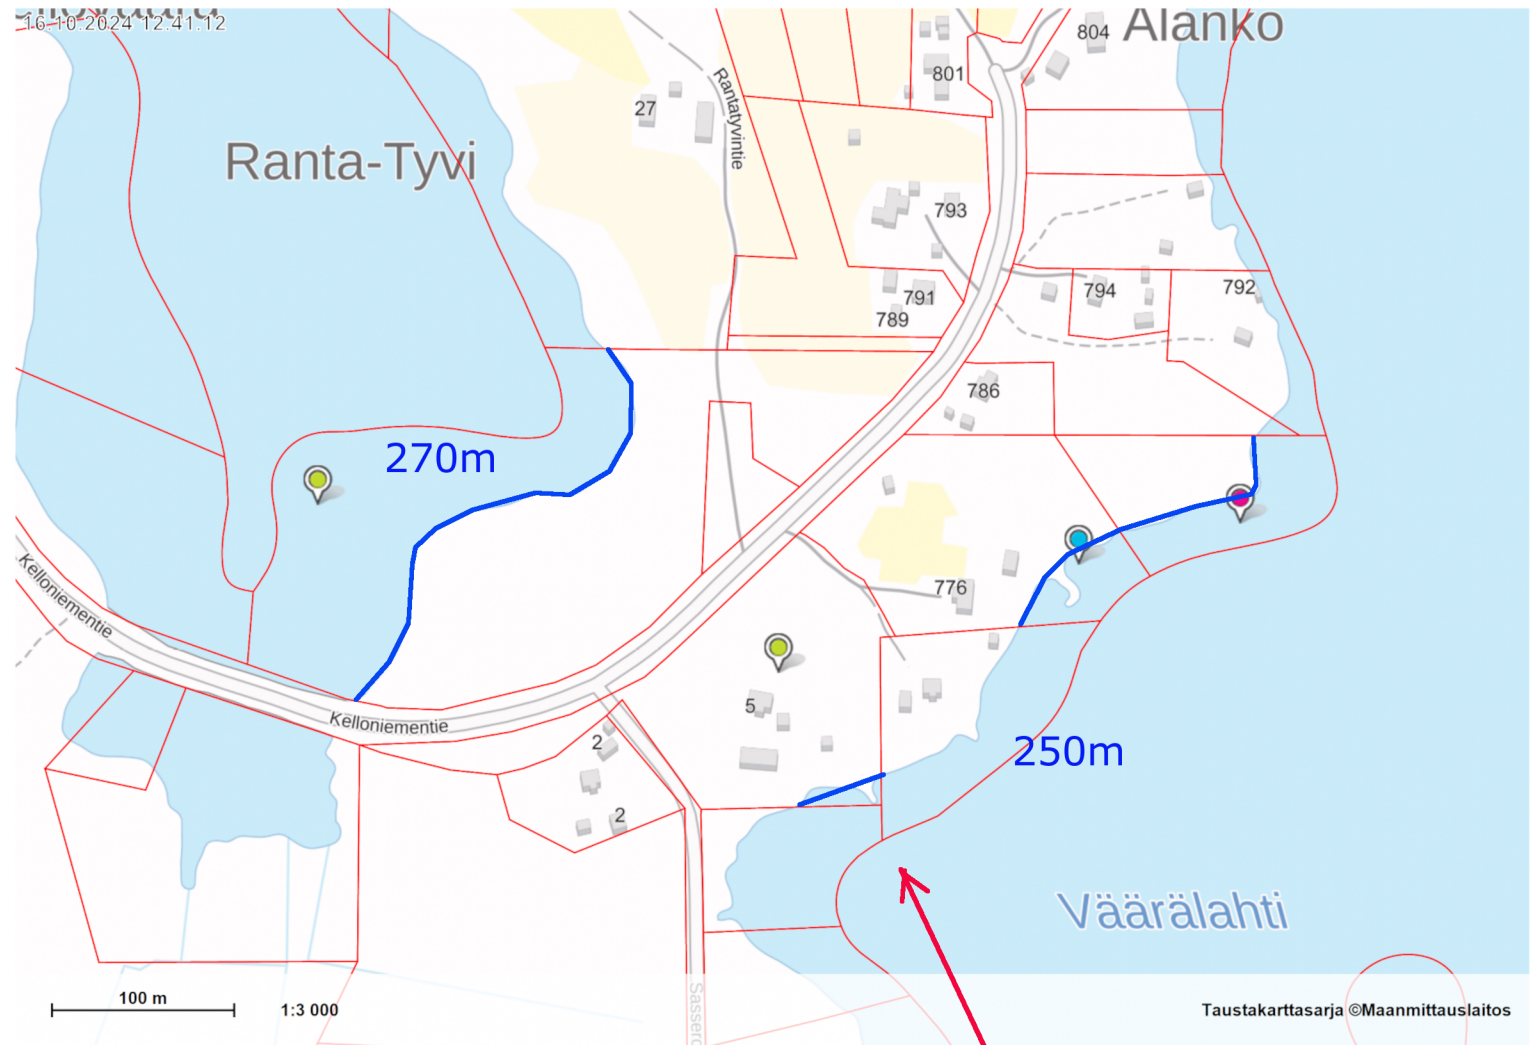 16.10.2024 12.41.12
Alanko
804
801
27
Rantatyvintie
Ranta-Tyvi
793
791
789
794
792
786
270m
Kelloniementie
776
5
Kelloniementie
2
2
250m
Väärälahti
100 m
1:3 000
Taustakarttasarja ©Maanmittauslaitos